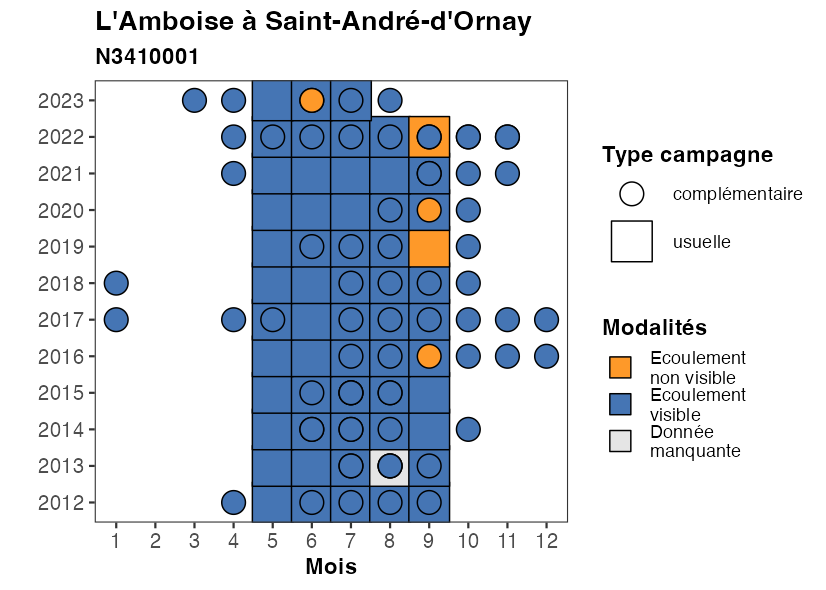 L'Amboise à Saint-André-d'Ornay
N3410001
2023
2022
2021
2020
2019
2018
2017
2016
2015
2014
2013
2012
1 2 3 4 5 6 7 8 9 10 11 12
Mois
Type campagne
complémentaire
usuelle
Modalités
Ecoulement
non visible
Ecoulement
visible
Donnée
manquante